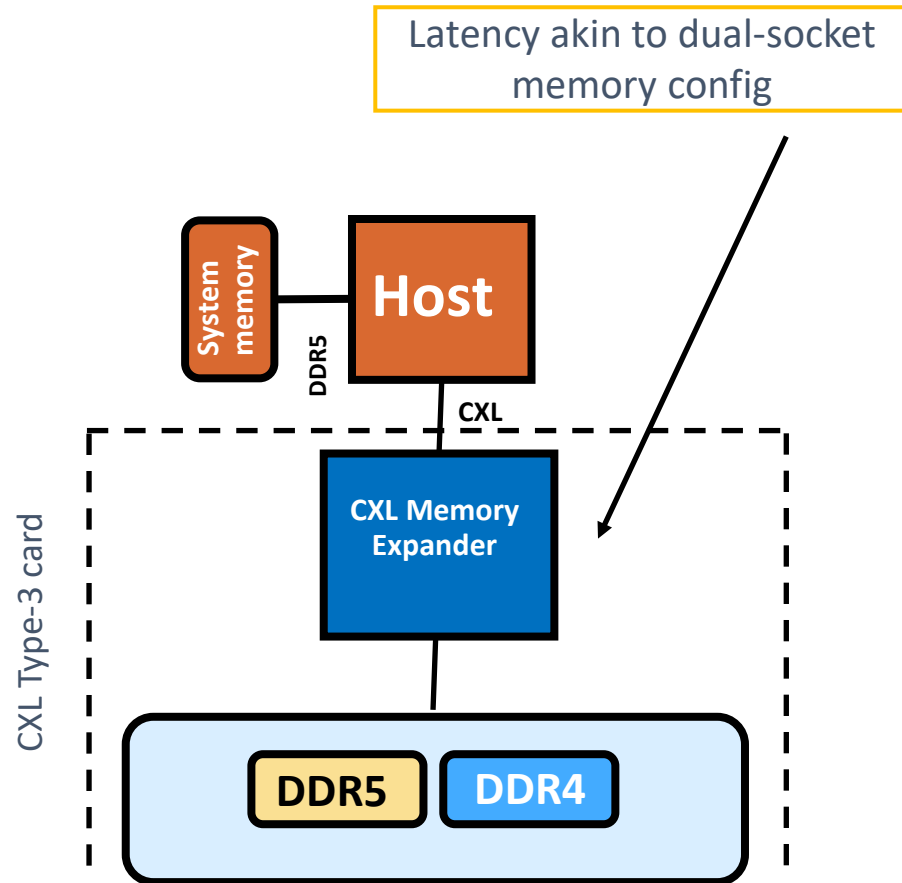 Latency akin to dual-socket
memory config
System
memory
Host
DDR5
CXL
CXL Memory
Expander
CXL Type-3 card
DDR5
DDR4